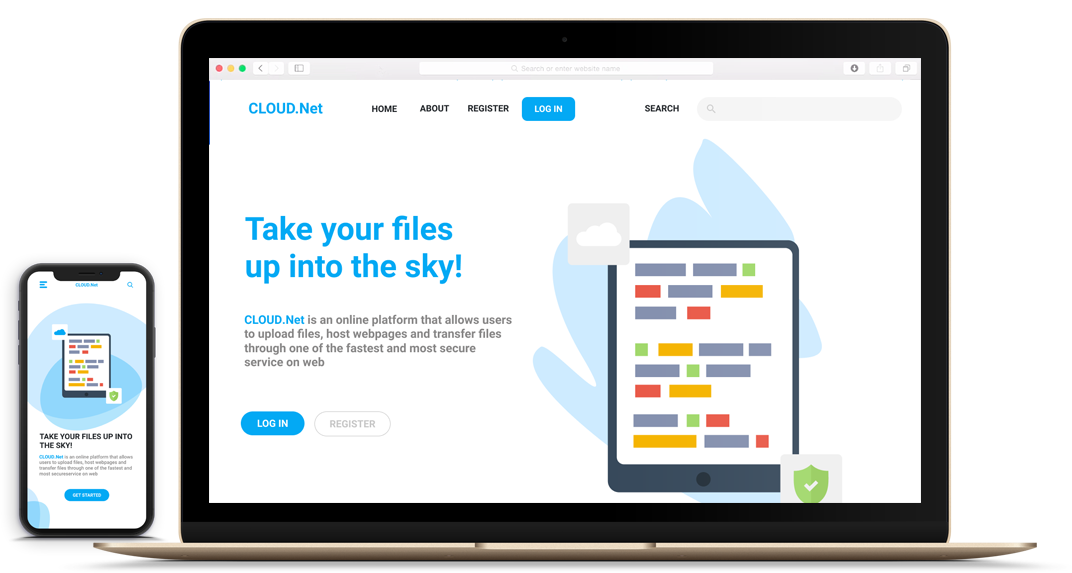 Search or enter website name
CLOUD.Net
HOME
ABOUT
REGISTER
LOG IN
SEARCH
Take your files
up into the sky!
CLOUD.Net is an online platform that allows users
to upload files, host webpages and transfer files
through one of the fastest and most secure
service on web
LOG IN
REGISTER
CLOUD.Net
TAKE YOUR FILES UP INTO
THE SKY!
CLOUD.Net is an online platform that allows
users to upload files, host webpages and
transfer files through one of the fastest and
most secureservice on web
GET STARTED